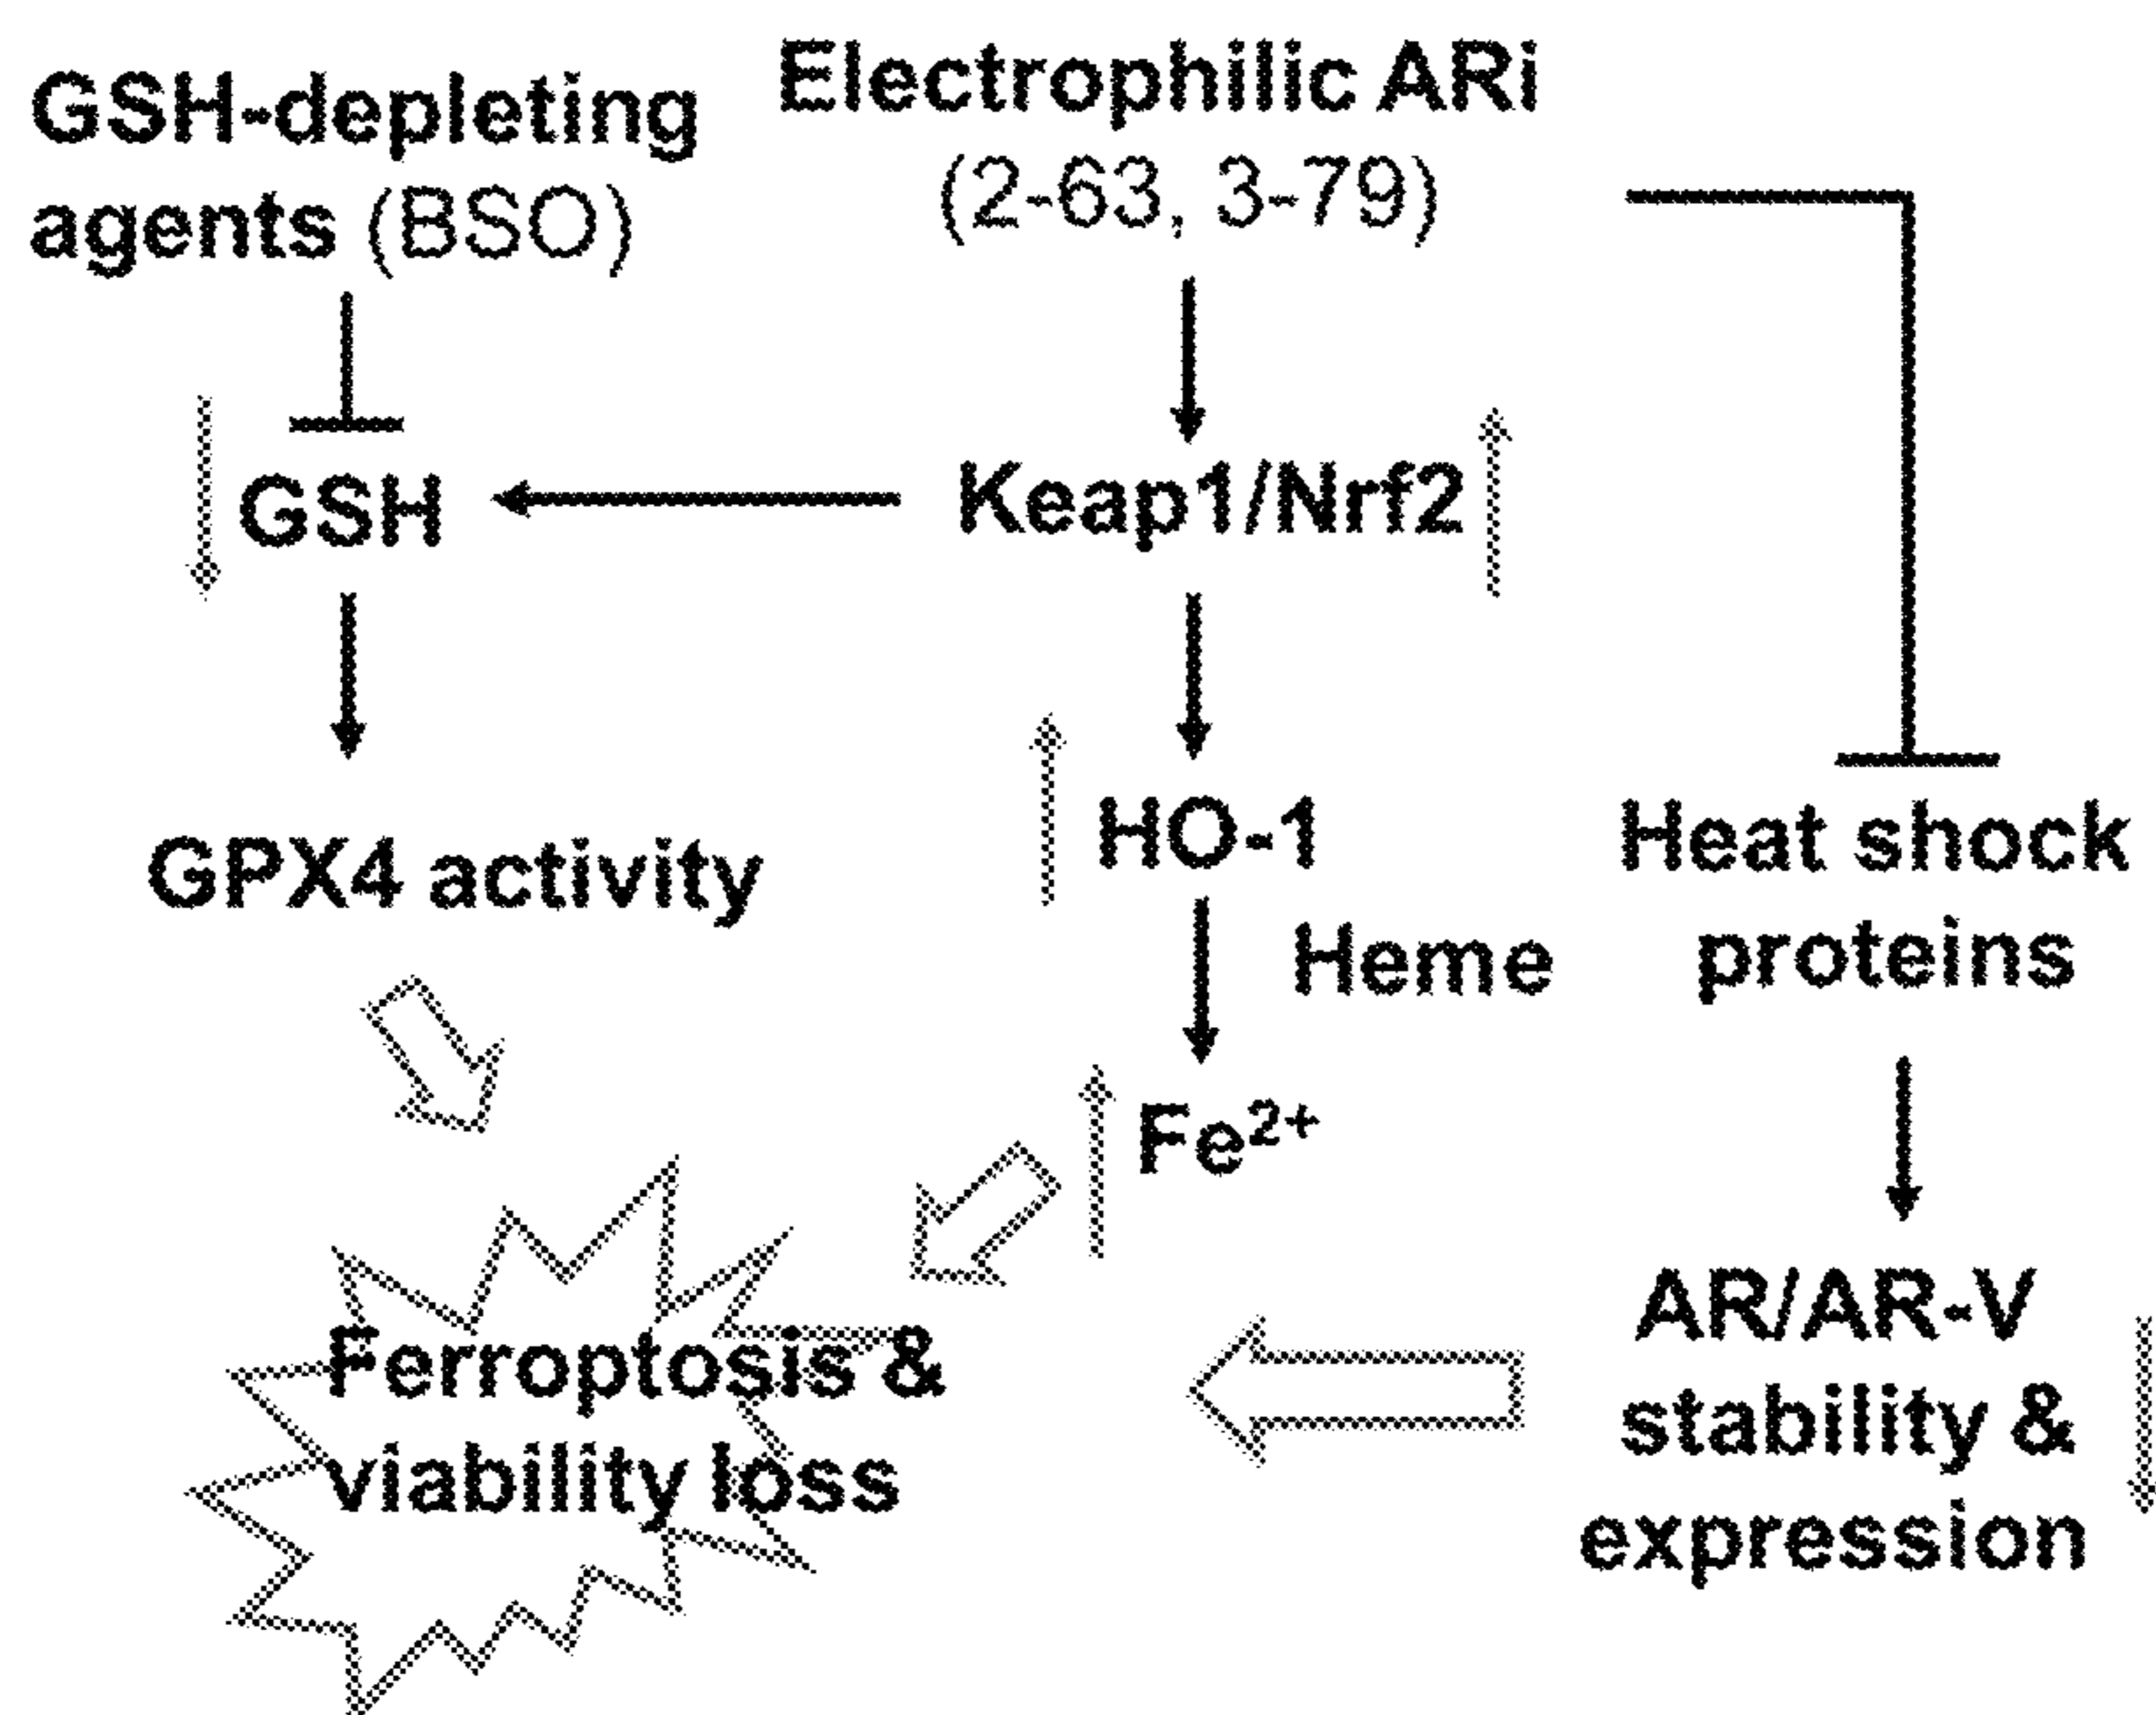 GSH-depleting
agents (BSO)
Electrophilic ARi
(2-63, 3-79)
GSH
Keap1/Nrf2
GPX4 activity
HO-1
Heme
Heat shock
proteins
Fe²⁺
Ferroptosis &
viability loss
AR/AR-V
stability &
expression